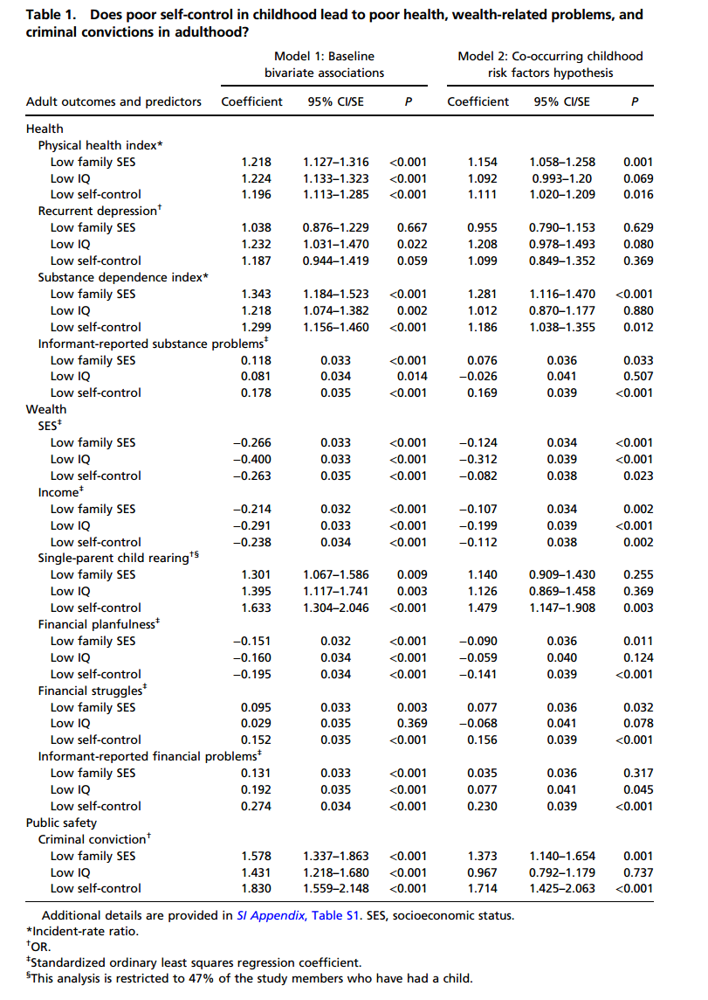 Table 1. Does poor self-control in childhood lead to poor health, wealth-related problems, and
criminal convictions in adulthood?
Model 1: Baseline bivariate associations Model 2: Co-occurring childhood risk factors hypothesis
Adult outcomes and predictors Coefficient 95% CI/SE P Coefficient 95% CI/SE P
Health
Physical health index*
Low family SES 1.218 1.127–1.316 <0.001 1.154 1.058–1.258 0.001
Low IQ 1.224 1.133–1.323 <0.001 1.092 0.993–1.20 0.069
Low self-control 1.196 1.113–1.285 <0.001 1.111 1.020–1.209 0.016
Recurrent depression†
Low family SES 1.038 0.876–1.229 0.667 0.955 0.790–1.153 0.629
Low IQ 1.232 1.031–1.470 0.022 1.208 0.978–1.493 0.080
Low self-control 1.187 0.944–1.419 0.059 1.099 0.849–1.352 0.369
Substance dependence index*
Low family SES 1.343 1.184–1.523 <0.001 1.281 1.116–1.470 <0.001
Low IQ 1.218 1.074–1.382 0.002 1.012 0.870–1.177 0.880
Low self-control 1.299 1.156–1.460 <0.001 1.186 1.038–1.355 0.012
Informant-reported substance problems‡
Low family SES 0.118 0.033 <0.001 0.076 0.036 0.033
Low IQ 0.081 0.034 0.014 −0.026 0.041 0.507
Low self-control 0.178 0.035 <0.001 0.169 0.039 <0.001
Wealth
SES‡
Low family SES −0.266 0.033 <0.001 −0.124 0.034 <0.001
Low IQ −0.400 0.033 <0.001 −0.312 0.039 <0.001
Low self-control −0.263 0.035 <0.001 −0.082 0.038 0.023
Income‡
Low family SES −0.214 0.032 <0.001 −0.107 0.034 0.002
Low IQ −0.291 0.033 <0.001 −0.199 0.039 <0.001
Low self-control −0.238 0.034 <0.001 −0.112 0.038 0.002
Single-parent child rearing†§
Low family SES 1.301 1.067–1.586 0.009 1.140 0.909–1.430 0.255
Low IQ 1.395 1.117–1.741 0.003 1.126 0.869–1.458 0.369
Low self-control 1.633 1.304–2.046 <0.001 1.479 1.147–1.908 0.003
Financial planfulness‡
Low family SES −0.151 0.032 <0.001 −0.090 0.036 0.011
Low IQ −0.160 0.034 <0.001 −0.059 0.040 0.124
Low self-control −0.195 0.034 <0.001 −0.141 0.039 <0.001
Financial struggles‡
Low family SES 0.095 0.033 0.003 0.077 0.036 0.032
Low IQ 0.029 0.035 0.369 −0.068 0.041 0.078
Low self-control 0.152 0.035 <0.001 0.156 0.039 <0.001
Informant-reported financial problems‡
Low family SES 0.131 0.033 <0.001 0.035 0.036 0.317
Low IQ 0.192 0.035 <0.001 0.077 0.041 0.045
Low self-control 0.274 0.034 <0.001 0.230 0.039 <0.001
Public safety
Criminal conviction†
Low family SES 1.578 1.337–1.863 <0.001 1.373 1.140–1.654 0.001
Low IQ 1.431 1.218–1.680 <0.001 0.967 0.792–1.179 0.737
Low self-control 1.830 1.559–2.148 <0.001 1.714 1.425–2.063 <0.001
Additional details are provided in SI Appendix, Table S1. SES, socioeconomic status.
*Incident-rate ratio.
†OR.
‡Standardized ordinary least squares regression coefficient.
§This analysis is restricted to 47% of the study members who have had a child.